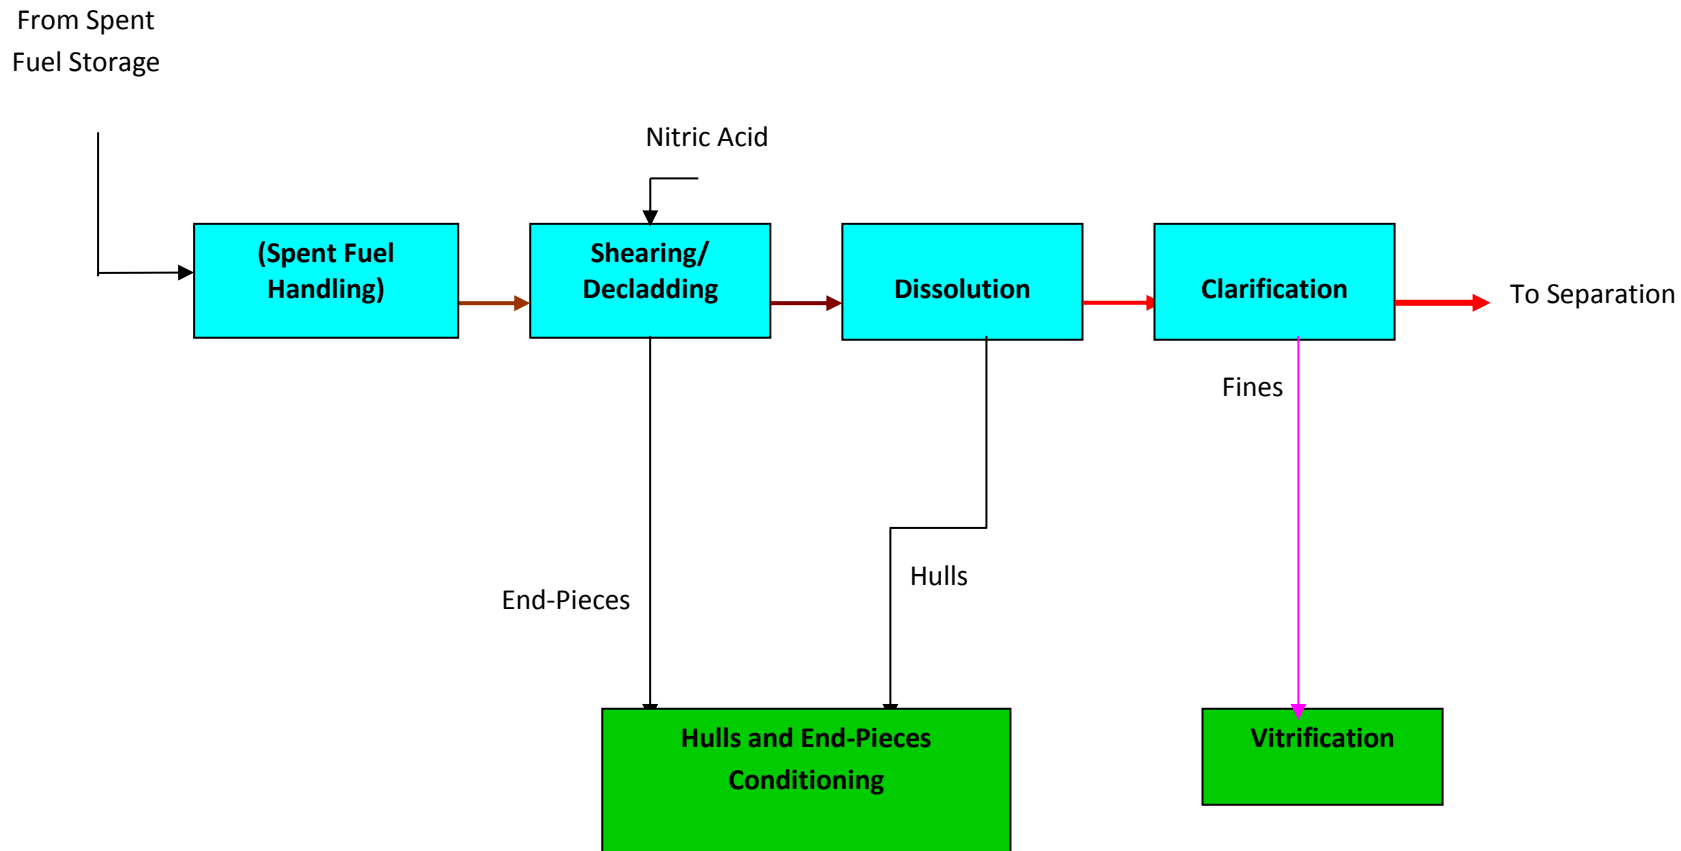 From Spent
Fuel Storage
Nitric Acid
(Spent Fuel
Handling)
Shearing/
Decladding
Dissolution
Clarification
To Separation
Fines
Hulls
End-Pieces
Hulls and End-Pieces
Conditioning
Vitrification